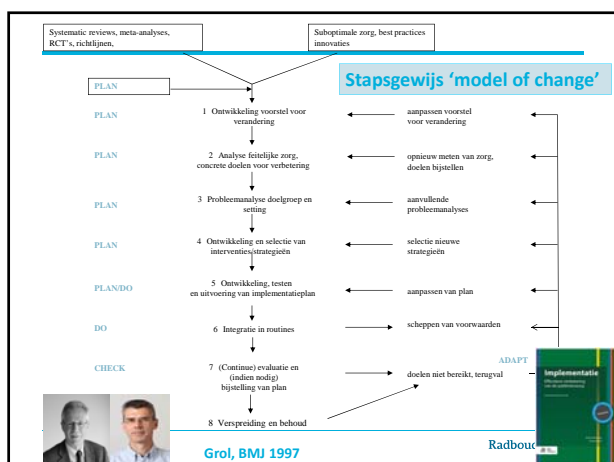 Systematic reviews, meta-analyses,
RCT's, richtlijnen,
Suboptimale zorg, best practices
innovaties
Stapsgewijs ‘model of change’
PLAN
PLAN
1 Ontwikkeling voorstel voor
verandering
aanpassen voorstel
voor verandering
PLAN
2 Analyse feitelijke zorg,
concrete doelen voor verbetering
opnieuw meten van zorg,
doelen bijstellen
PLAN
3 Probleemanalyse doelgroep en
setting
aanvullende
probleemanalyses
PLAN
4 Ontwikkeling en selectie van
interventies strategieën
selectie nieuwe
strategieën
PLAN/DO
5 Ontwikkeling, testen
en uitvoering van implementatieplan
aanpassen van plan
DO
6 Integratie in routines
scheppen van voorwaarden
ADAPT
CHECK
7 (Continue) evaluatie en
(indien nodig)
bijstelling van plan
doelen niet bereikt, terugval
Implementatie
8 Verspreiding en behoud
Grol, BMJ 1997
Radboud